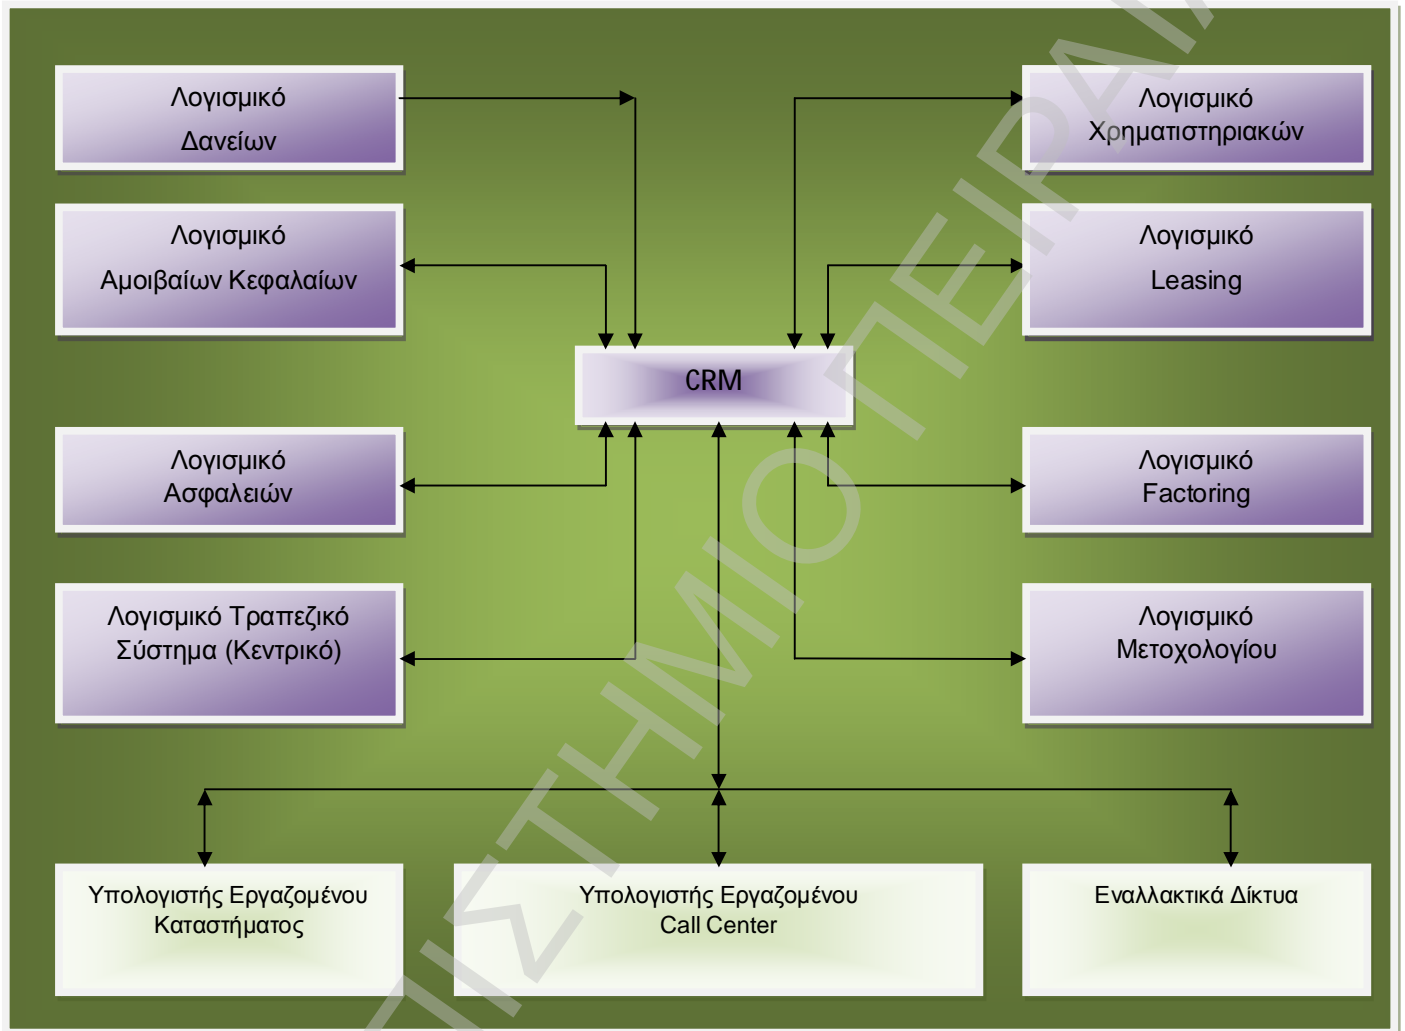 Λογισμικό
Δανείων
Λογισμικό
Χρηματιστηριακών
Λογισμικό
Αμοιβαίων Κεφαλαίων
Λογισμικό
Leasing
CRM
Λογισμικό
Ασφαλειών
Λογισμικό
Factoring
Λογισμικό Τραπεζικό
Σύστημα (Κεντρικό)
Λογισμικό
Μετοχολογίου
Υπολογιστής Εργαζομένου
Καταστήματος
Υπολογιστής Εργαζομένου
Call Center
Εναλλακτικά Δίκτυα